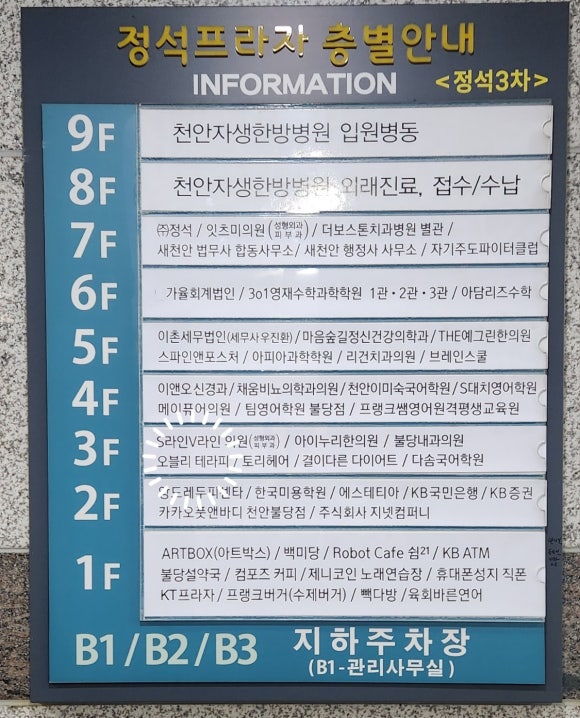 정석프라자 층별안내
INFORMATION <정석3차>
9F 천안자생한방병원 입원병동
8F 천안자생한방병원 외래진료, 접수/수납
7F ㈜정석 / 잇츠미의원(성형외과 피부과) / 더보스톤치과병원 별관 /
새천안 법무사 합동사무소/ 새천안 행정사 사무소 / 자기주도파이터클럽
6F 가율회계법인 / 3o1영재수학과학학원 1관・2관・3관 / 아담리즈수학
5F 이촌세무법인(세무사우진환) / 마음숲길정신건강의학과 / THE예그린한의원
스파인앤포스처 / 아피아과학학원 / 리건치과의원 / 브레인스쿨
4F 이앤오신경과 / 채움비뇨의학과의원 / 천안이미숙국어학원 / S대치영어학원
메이퓨어의원 / 팀영어학원 불당점 / 프랭크쌤영어원격평생교육원
3F S라인V라인 의원(성형외과 피부과) / 아이누리한의원 / 불당내과의원
오블리 테라피 토리헤어 / 결이다른 다이어트 / 다솜국어학원
2F / 한국미용학원 / 에스테티아 / KB국민은행 / KB증권
카카오풋앤바디 천안불당점 / 주식회사 지넷컴퍼니
1F ARTBOX(아트박스) / 백미당 / Robot Cafe 쉼²¹ / KB ATM
불당설약국 / 컴포즈 커피 / 제니코인 노래연습장 / 휴대폰성지 직폰
KT프라자 / 프랭크버거(수제버거) / 빽다방 / 육회바른연어
B1 / B2 / B3 지하주차장
(B1-관리사무실)